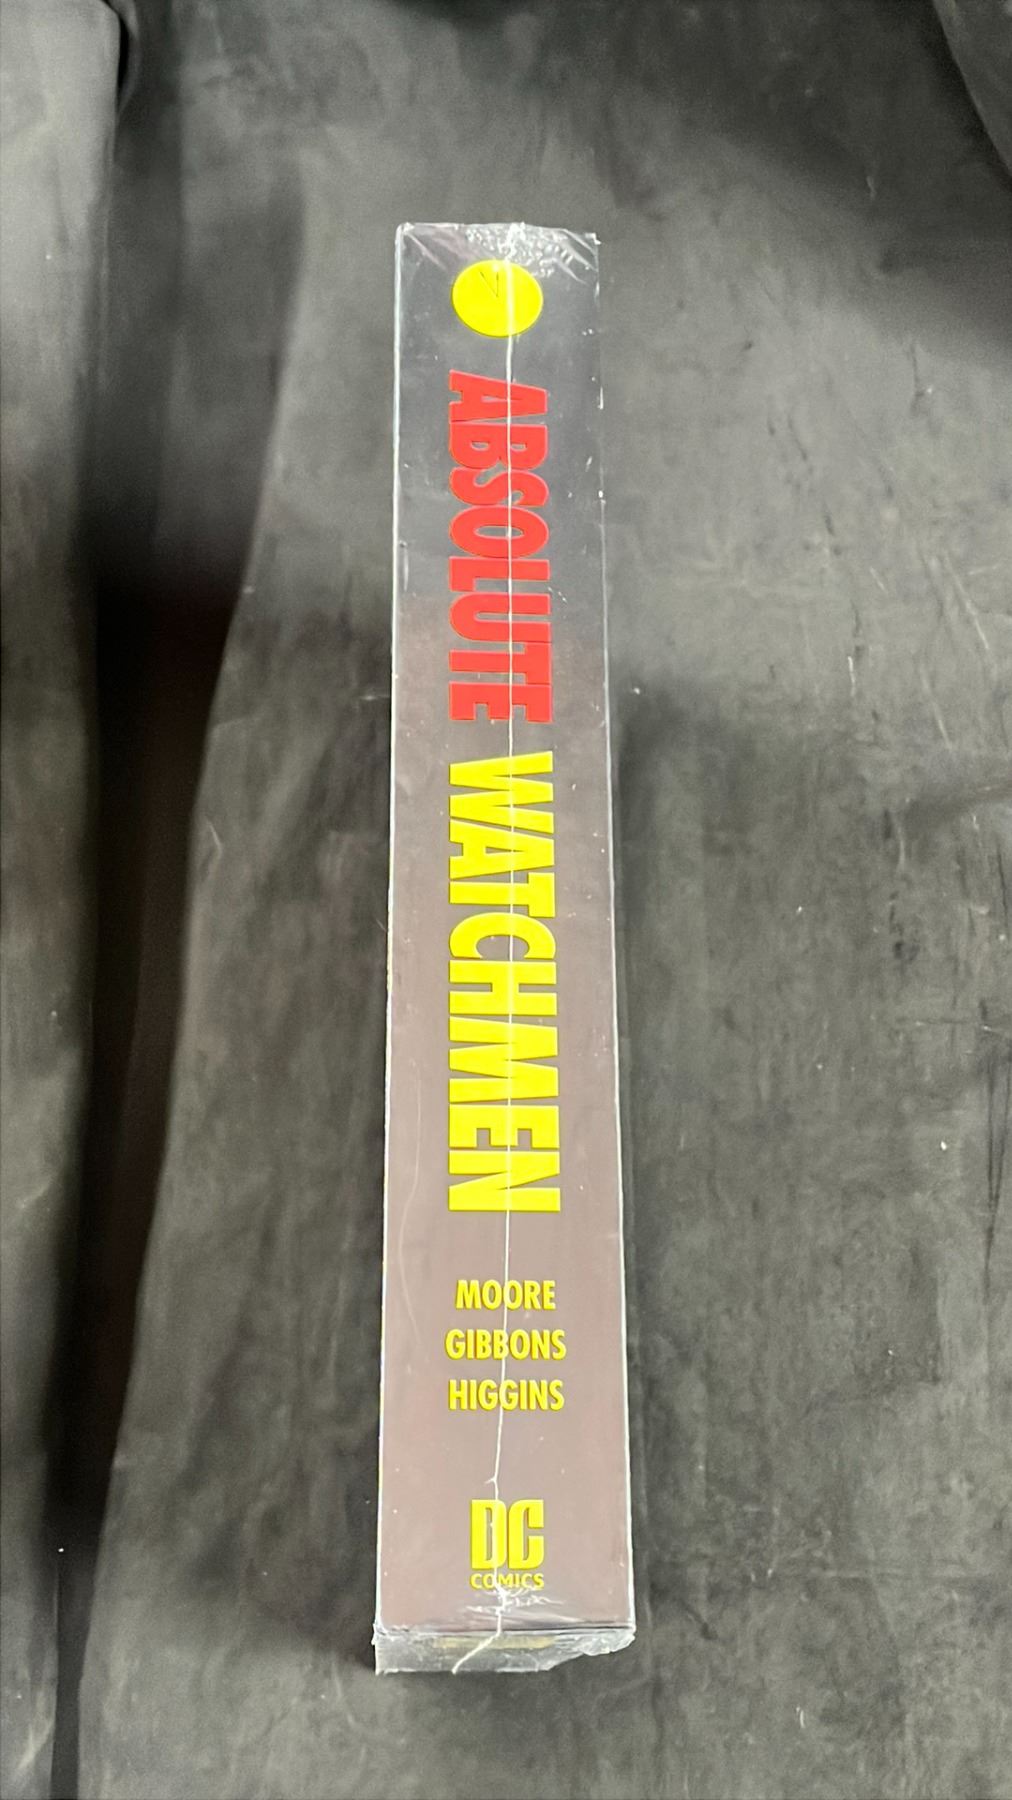 ABSOLUTE WATCHMEN
MOORE
GIBBONS
HIGGINS
DC
COMICS